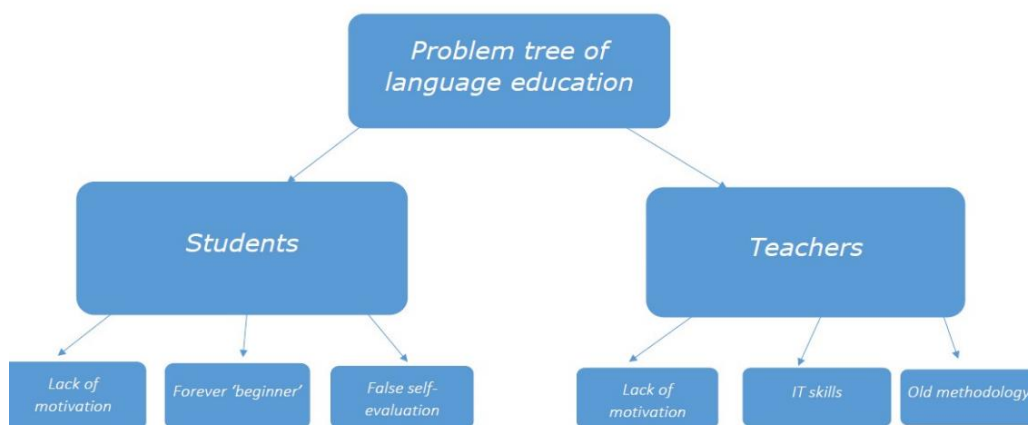 Problem tree of
language education
Students
Teachers
Lack of
motivation
Forever ‘beginner’
False self-
evaluation
Lack of
motivation
IT skills
Old methodology